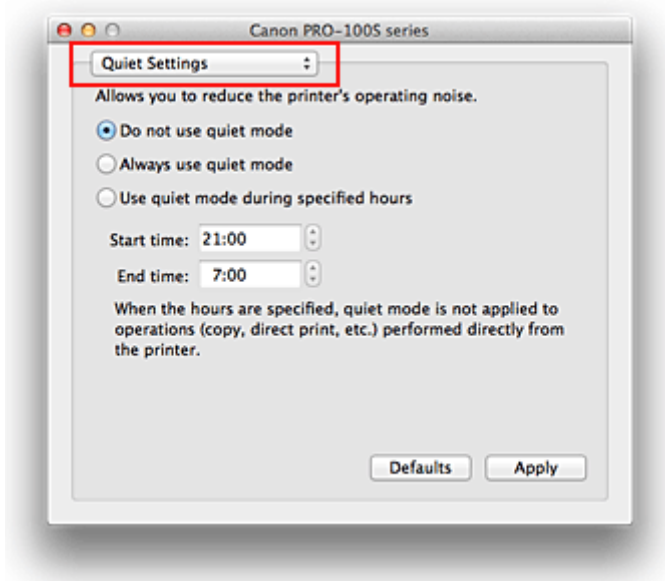 Canon PRO-100S series
Quiet Settings
Allows you to reduce the printer's operating noise.
Do not use quiet mode
Always use quiet mode
Use quiet mode during specified hours
Start time: 21:00
End time: 7:00
When the hours are specified, quiet mode is not applied to
operations (copy, direct print, etc.) performed directly from
the printer.
Defaults Apply